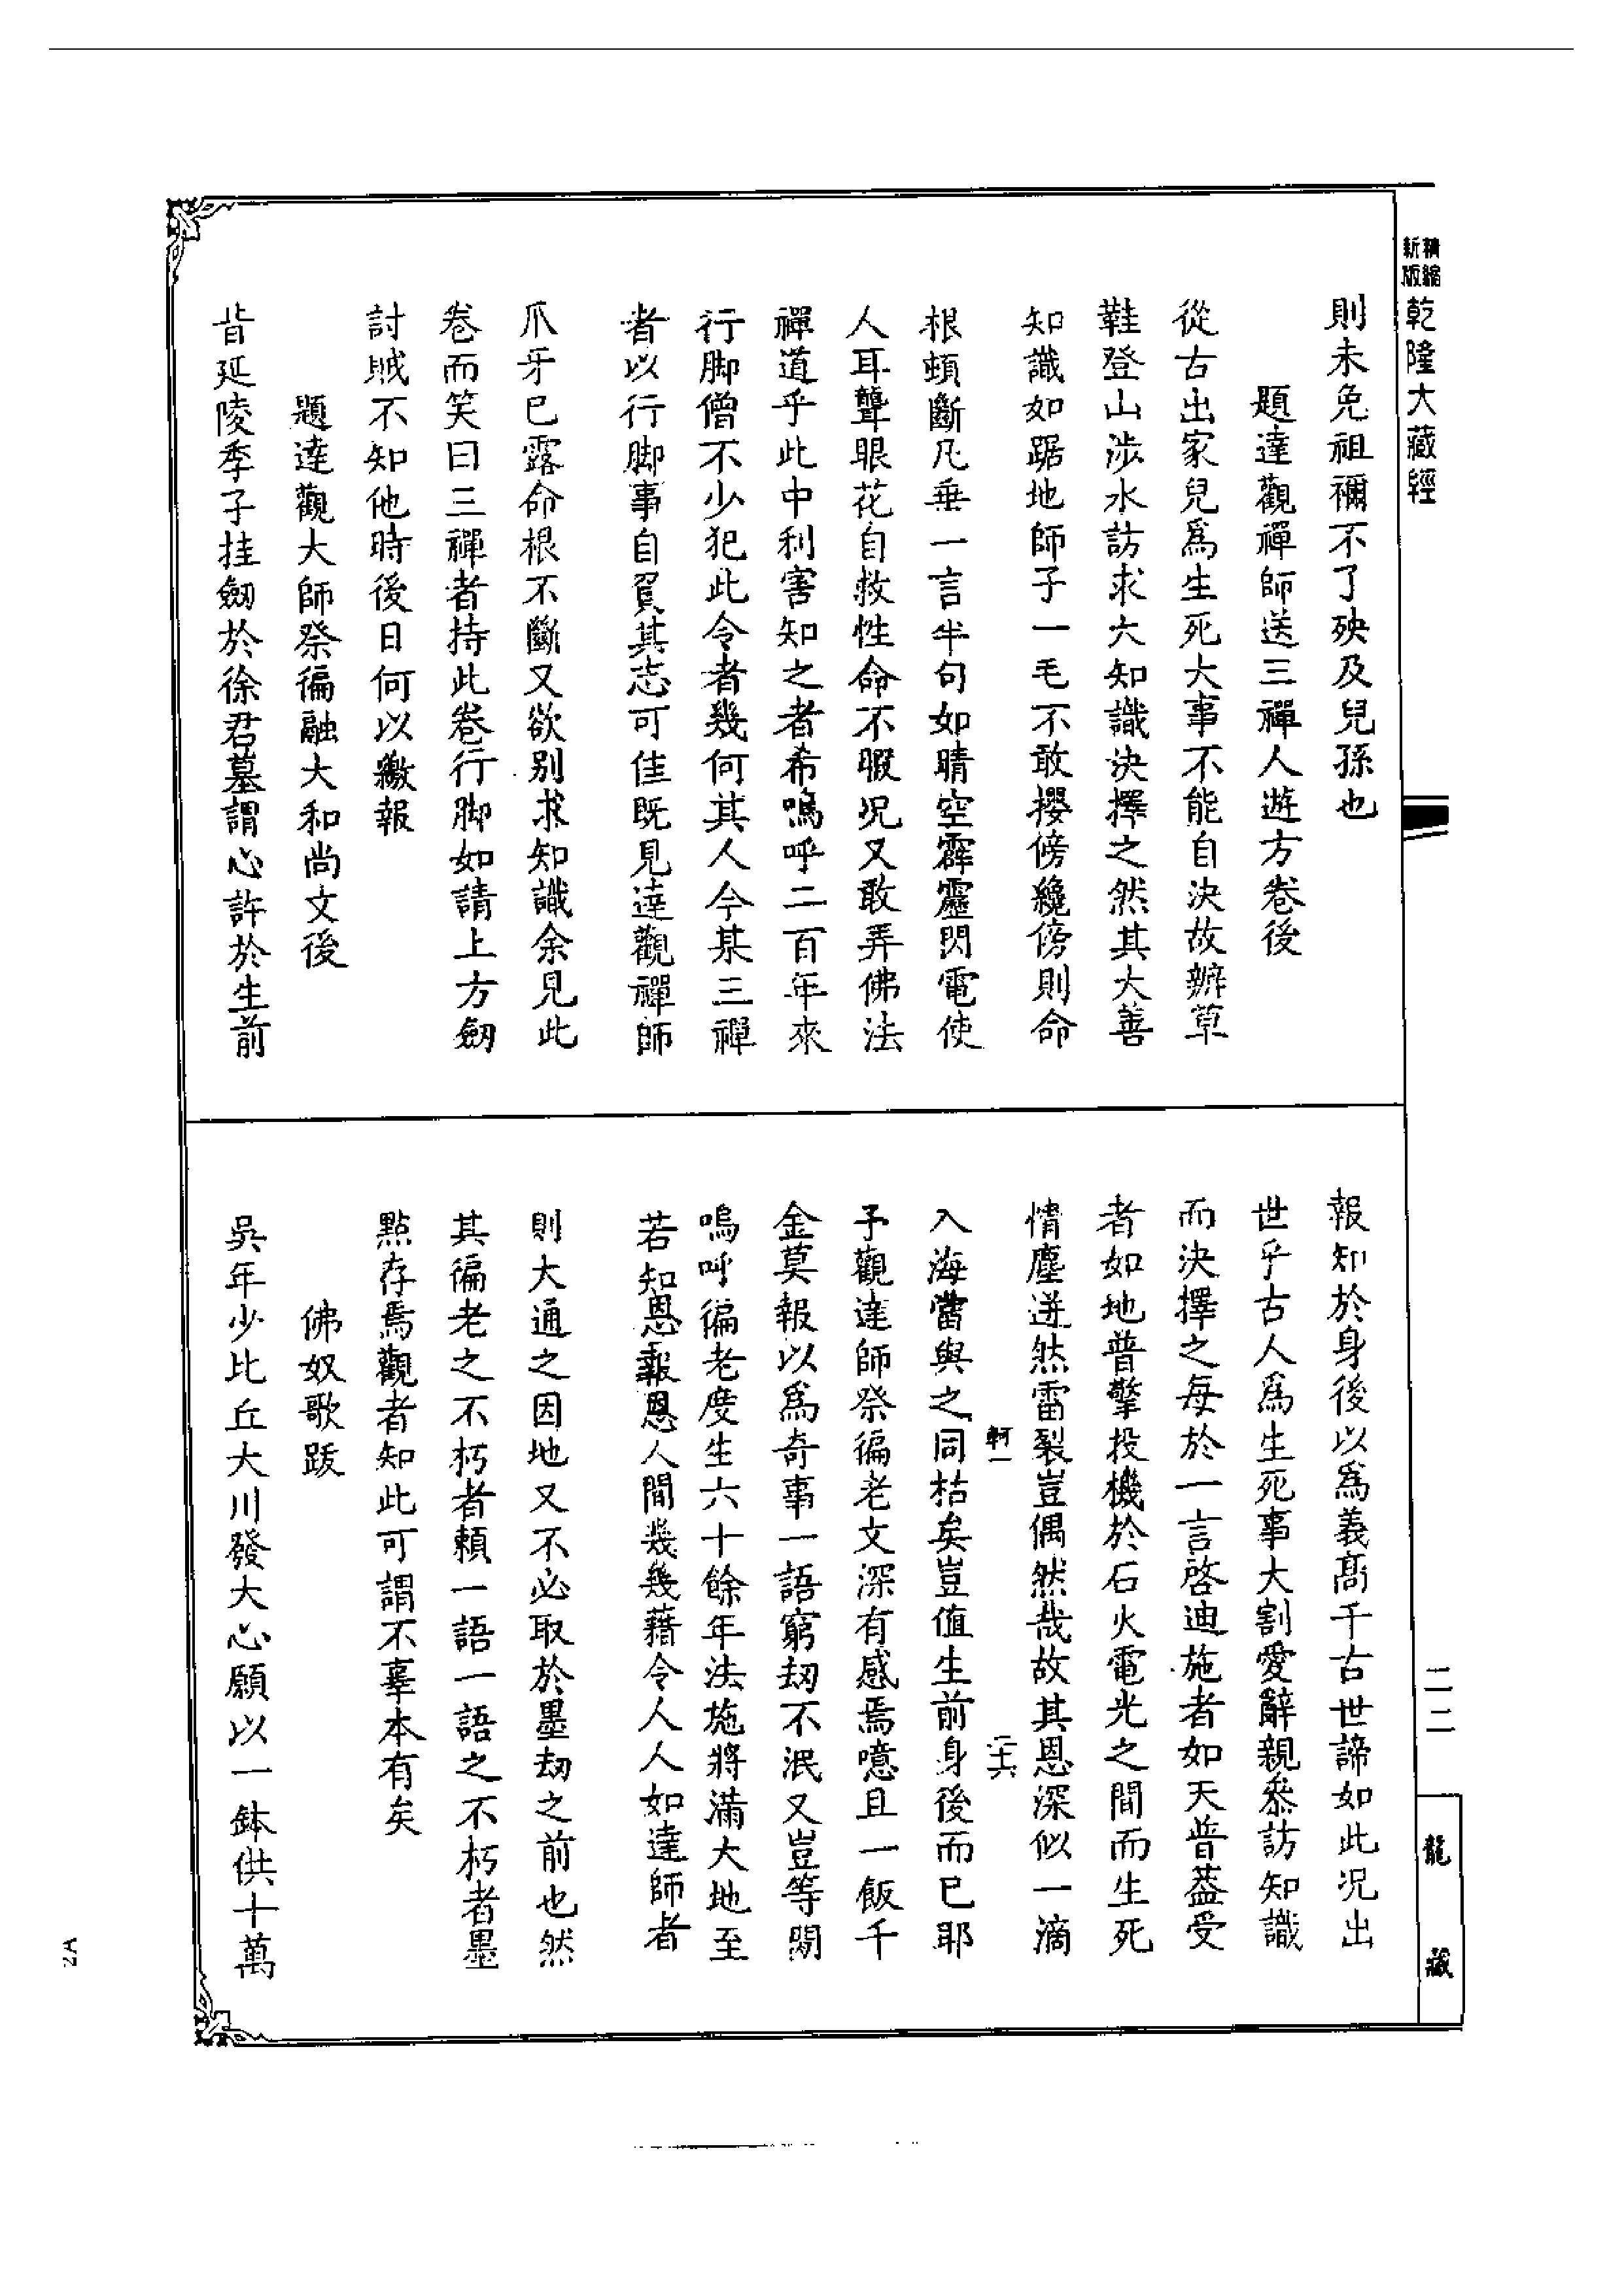 精縮新版
乾隆大藏經
則未免祖禰不了殃及兒孫也
題達觀禪師送三禪人遊方卷後
從古出家兒爲生死大事不能自決故辦草
鞋登山涉水訪求大知識決擇之然其大善
知識如踞地師子一毛不敢攖傍纔傍則命
根頓斷凡垂一言半句如晴空霹靂閃電使
人耳聾眼花自救性命不暇況又敢弄佛法
禪道乎此中利害知之者希嗚呼二百年來
行脚僧不少犯此令者幾何其人今某三禪
者以行脚事自負其志可佳既見達觀禪師
爪牙已露命根不斷又欲別求知識余見此
卷而笑曰三禪者持此卷行脚如請上方劒
討賊不知他時後日何以繳報
題達觀大師祭徧融大和尚文後
昔延陵季子挂劒於徐君墓謂心許於生前
報知於身後以爲義髙千古世諦如此况出
世乎古人爲生死事大割愛辭親叅訪知識
而決擇之每於一言啓迪施者如天普葢受
者如地普擎投機於石火電光之間而生死
情塵迸然雷裂豈偶然哉故其恩深似一滴
軻一
二十六
入海當與之同枯矣豈值生前身後而已耶
予觀達師祭徧老文深有感焉噫且一飯千
金莫報以爲奇事一語窮劫不泯又豈等閒
嗚呼徧老度生六十餘年法施將滿大地至
若知恩報恩人間幾幾藉令人人如達師者
則大通之因地又不必取於墨劫之前也然
其徧老之不朽者賴一語一語之不朽者墨
點存焉觀者知此可謂不辜本有矣
佛奴歌跋
吳年少比丘大川發大心願以一鉢供十萬
二二
龍藏